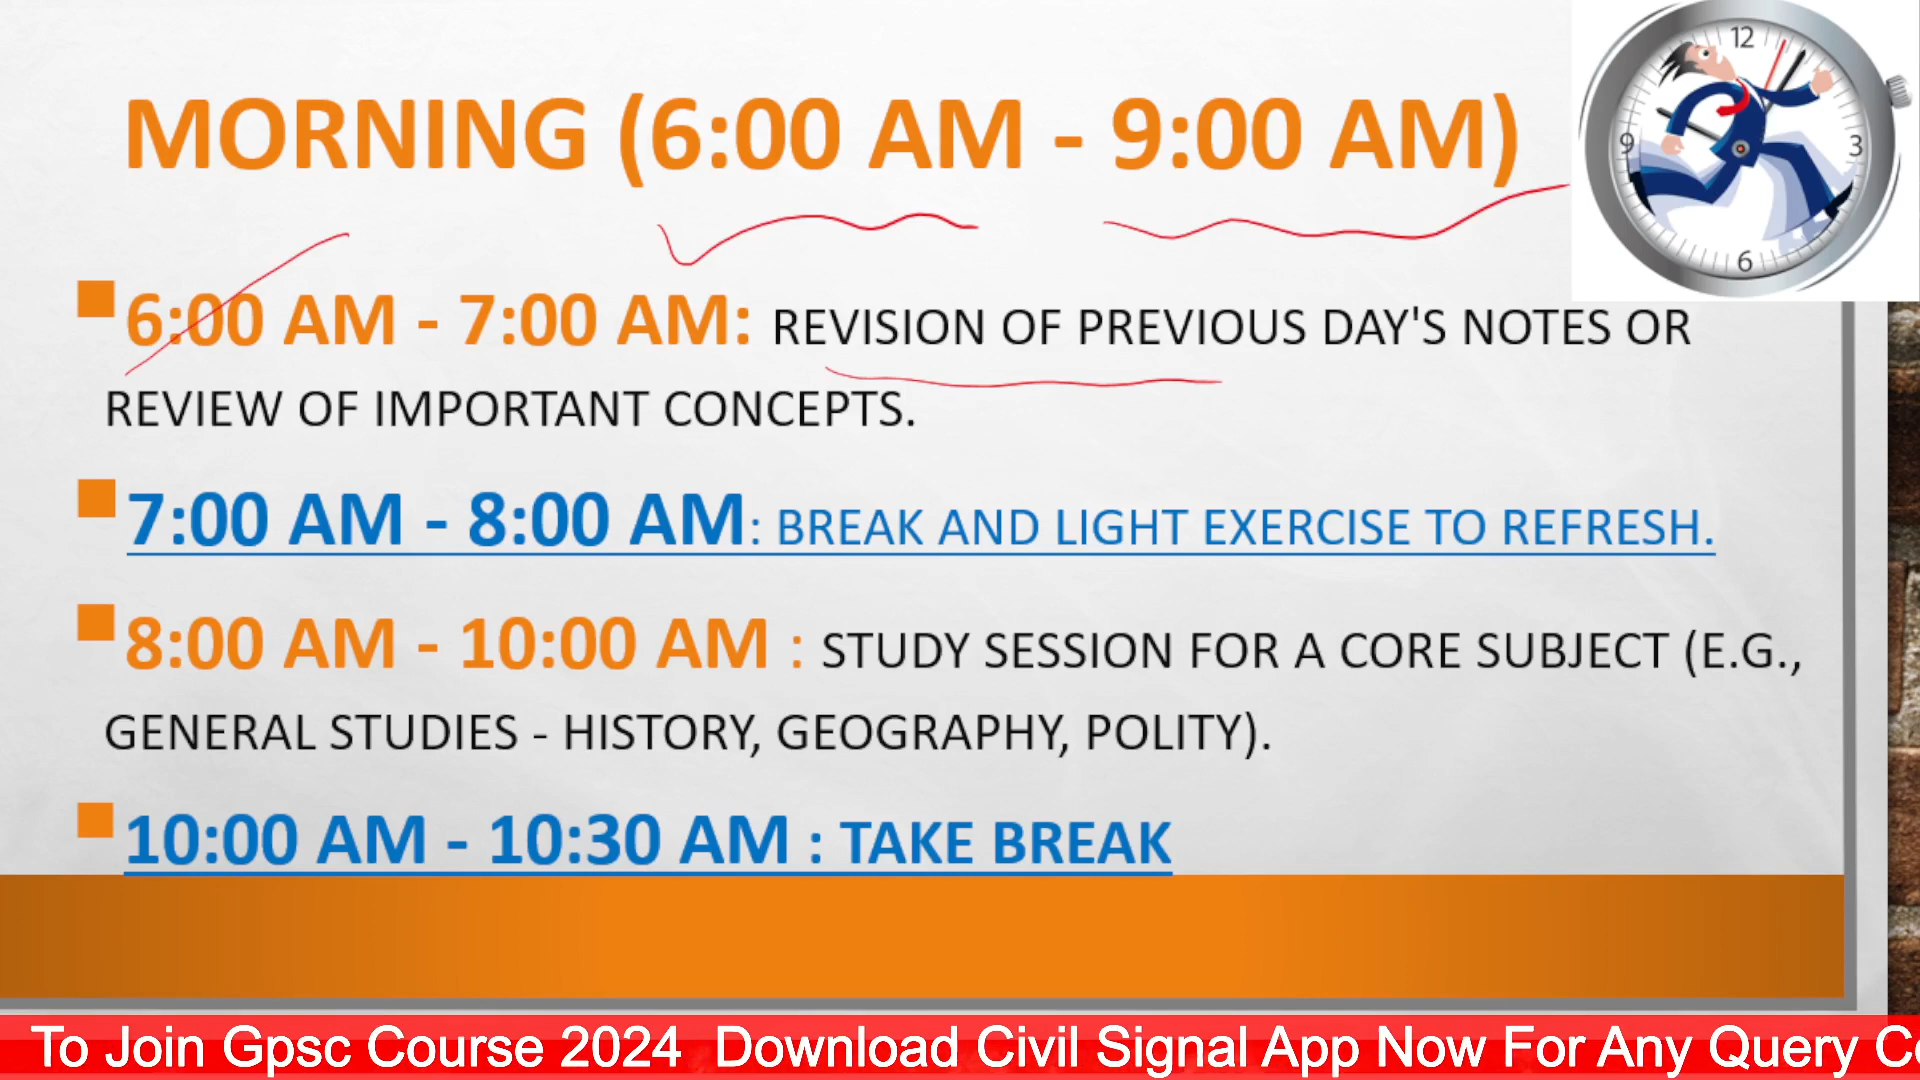 MORNING (6:00 AM - 9:00 AM)
12
3
6
9
6:00 AM - 7:00 AM: REVISION OF PREVIOUS DAY'S NOTES OR
REVIEW OF IMPORTANT CONCEPTS.
7:00 AM - 8:00 AM: BREAK AND LIGHT EXERCISE TO REFRESH.
8:00 AM - 10:00 AM : STUDY SESSION FOR A CORE SUBJECT (E.G.,
GENERAL STUDIES - HISTORY, GEOGRAPHY, POLITY).
10:00 AM - 10:30 AM : TAKE BREAK
To Join Gpsc Course 2024 Download Civil Signal App Now For Any Query